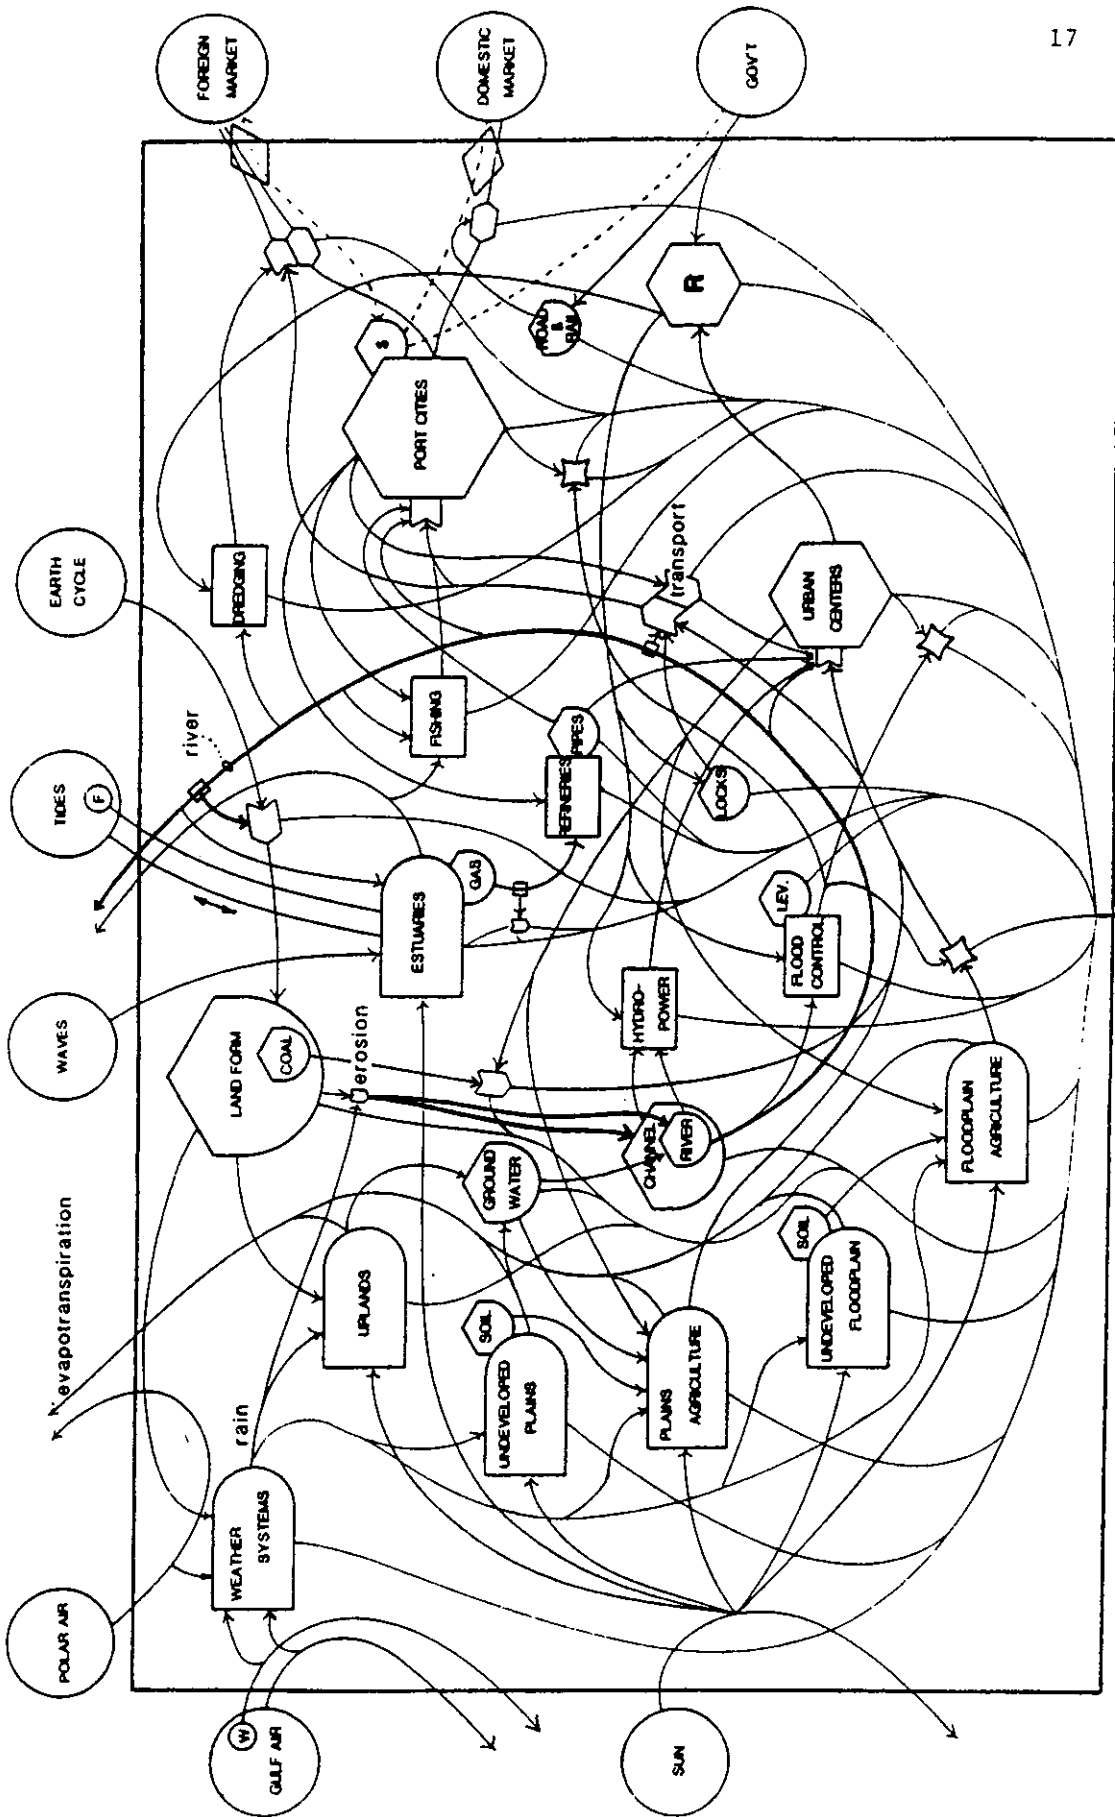 17
POLAR AIR
W
GULF AIR
SUN
WAVES
TIDES
F
EARTH
CYCLE
FOREIGN
MARKET
DOMESTIC
MARKET
GOV'T
evapotranspiration
rain
WEATHER
SYSTEMS
LAND FORM
COAL
erosion
river
UPLANDS
ESTUARIES
GAS
DREDGING
FISHING
PORT CITIES
$
UNDEVELOPED
PLAINS
SOIL
GROUND
WATER
REFINERIES
PIPES
ROAD
&
RAIL
PLAINS
AGRICULTURE
CHANNEL
RIVER
HYDRO-
POWER
LOCKS
transport
R
UNDEVELOPED
FLOODPLAIN
SOIL
FLOOD
CONTROL
LEV.
URBAN
CENTERS
FLOODPLAIN
AGRICULTURE